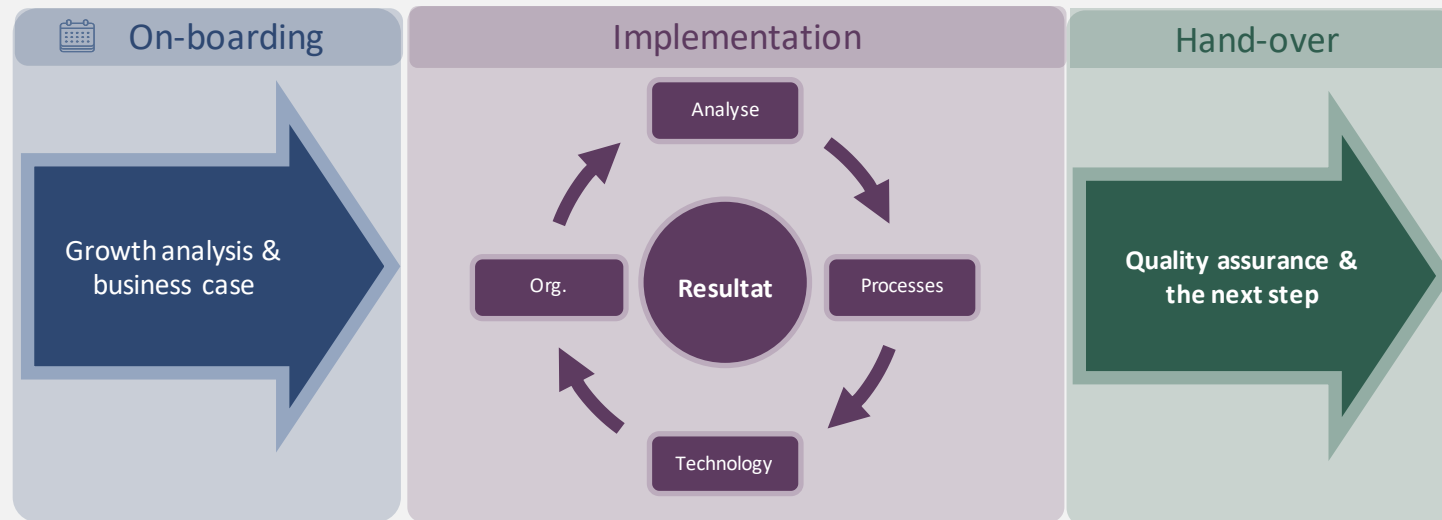 On-boarding
Implementation
Hand-over
Growth analysis &
business case
Analyse
Org.
Resultat
Processes
Technology
Quality assurance &
the next step